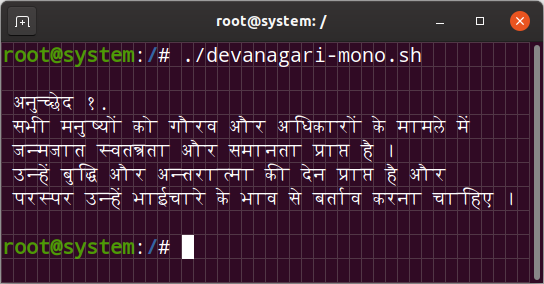 root@system: /
root@system:/# ./devanagari-mono.sh
अनुच्छेद १.
सभी मनुष्यों को गौरव और अधिकारों के मामले में
जन्मजात स्वतन्त्रता और समानता प्राप्त है ।
उन्हें बुद्धि और अन्तरात्मा की देन प्राप्त है और
परस्पर उन्हें भाईचारे के भाव से बर्ताव करना चाहिए ।
root@system:/#